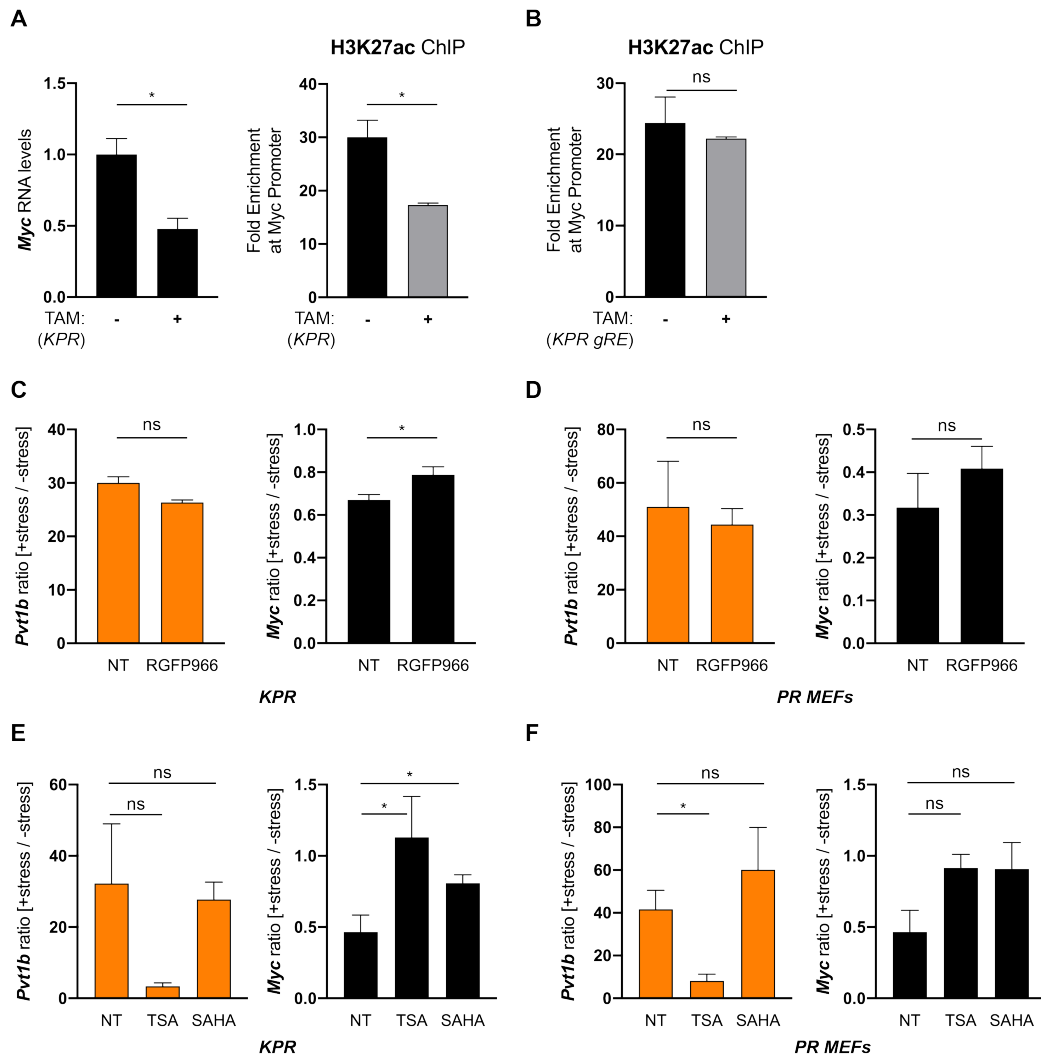 A
B
H3K27ac ChIP
H3K27ac ChIP
Myc RNA levels
1.5
1.0
0.5
0.0
*
TAM: - +
(KPR)
Fold Enrichment
at Myc Promoter
40
30
20
10
0
*
TAM: - +
(KPR)
Fold Enrichment
at Myc Promoter
30
20
10
0
ns
TAM: - +
(KPR gRE)
C
Pvt1b ratio [+stress / -stress]
40
30
20
10
0
ns
NT RGFP966
Myc ratio [+stress / -stress]
1.0
0.8
0.6
0.4
0.2
0.0
*
NT RGFP966
KPR
D
Pvt1b ratio [+stress / -stress]
80
60
40
20
0
ns
NT RGFP966
Myc ratio [+stress / -stress]
0.5
0.4
0.3
0.2
0.1
0.0
ns
NT RGFP966
PR MEFs
E
Pvt1b ratio [+stress / -stress]
60
40
20
0
ns
ns
NT TSA SAHA
Myc ratio [+stress / -stress]
1.5
1.0
0.5
0.0
*
*
NT TSA SAHA
KPR
F
Pvt1b ratio [+stress / -stress]
100
80
60
40
20
0
ns
*
NT TSA SAHA
Myc ratio [+stress / -stress]
1.5
1.0
0.5
0.0
ns
ns
NT TSA SAHA
PR MEFs